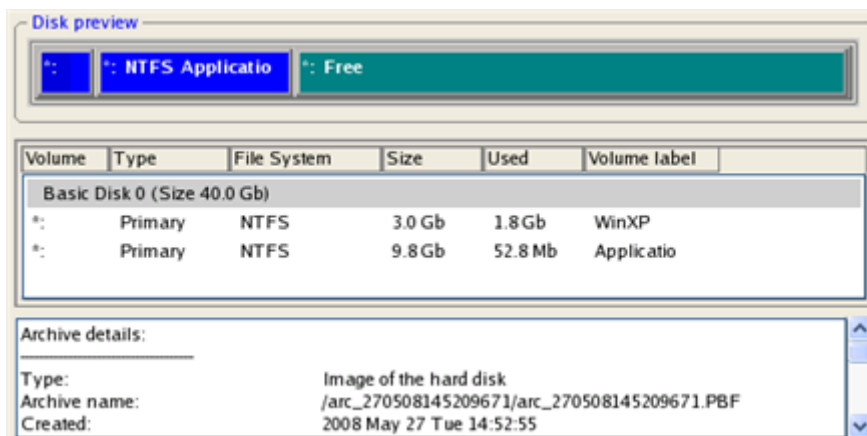 Disk preview
*:
*: NTFS Applicatio
*: Free
Volume Type File System Size Used Volume label
Basic Disk 0 (Size 40.0 Gb)
*: Primary NTFS 3.0 Gb 1.8 Gb WinXP
*: Primary NTFS 9.8 Gb 52.8 Mb Applicatio
Archive details:
--------------------------------
Type: Image of the hard disk
Archive name: /arc_270508145209671/arc_270508145209671.PBF
Created: 2008 May 27 Tue 14:52:55